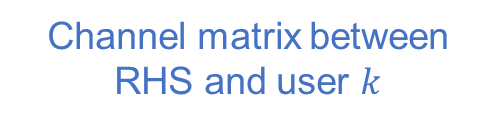 Channel matrix between
RHS and user k